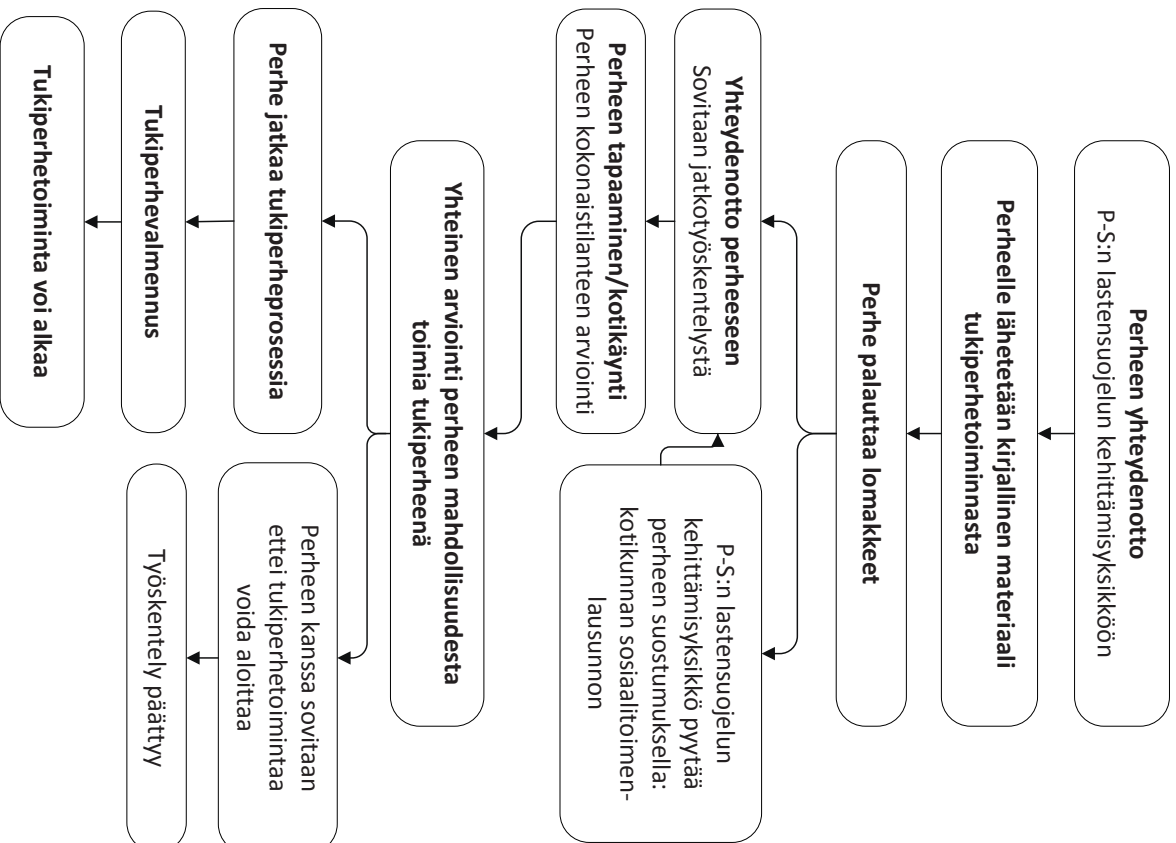 Perheen yhteydenotto
P-S:n lastensuojelun kehittämisyksikköön
Perheelle lähetetään kirjallinen materiaali
tukiperhetoiminnasta
Perhe palauttaa lomakkeet
Yhteydenotto perheeseen
Sovitaan jatkotyöskentelystä
P-S:n lastensuojelun
kehittämisyksikkö pyytää
perheen suostumuksella:
kotikunnan sosiaalitoimen-
lausunnon
Perheen tapaaminen/kotikäynti
Perheen kokonaistilanteen arviointi
Yhteinen arviointi perheen mahdollisuudesta
toimia tukiperheenä
Perhe jatkaa tukiperheprosessia
Perheen kanssa sovitaan
ettei tukiperhetoimintaa
voida aloittaa
Tukiperhevalmennus
Työskentely päättyy
Tukiperhetoiminta voi alkaa